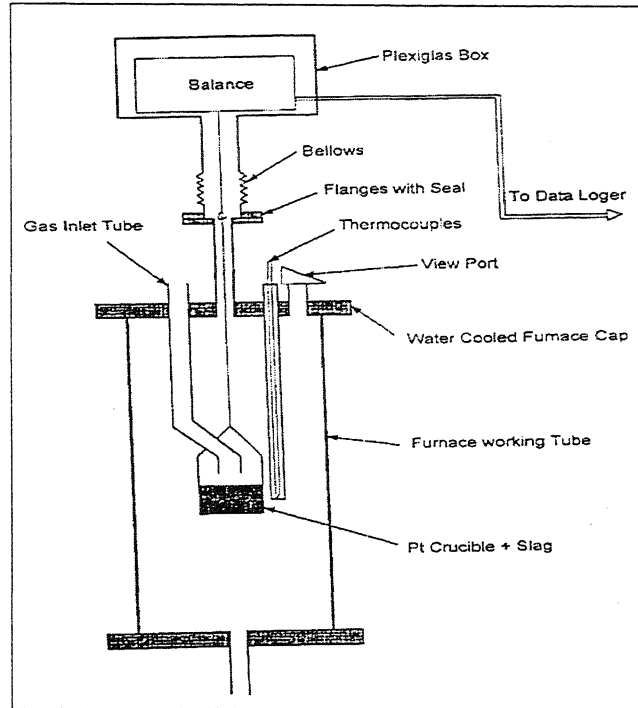 Plexiglas Box
Balance
Bellows
Flanges with Seal
To Data Loger
Gas Inlet Tube
Thermocouples
View Port
Water Cooled Furnace Cap
Furnace working Tube
Pt Crucible + Slag